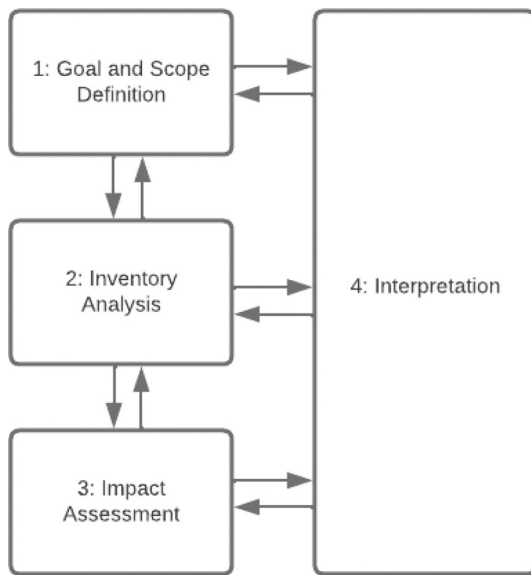 1: Goal and Scope
Definition
2: Inventory
Analysis
4: Interpretation
3: Impact
Assessment